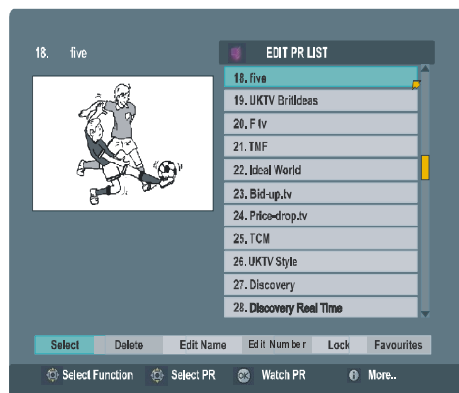 18. five
EDIT PR LIST
18. five
19. UKTV Britldeas
20. F tv
21. TMF
22. Ideal World
23. Bid-up.tv
24. Price-drop.tv
25. TCM
26. UKTV Style
27. Discovery
28. Discovery Real Time
Select Delete Edit Name Edit Number Lock Favourites
Select Function Select PR OK Watch PR i More..